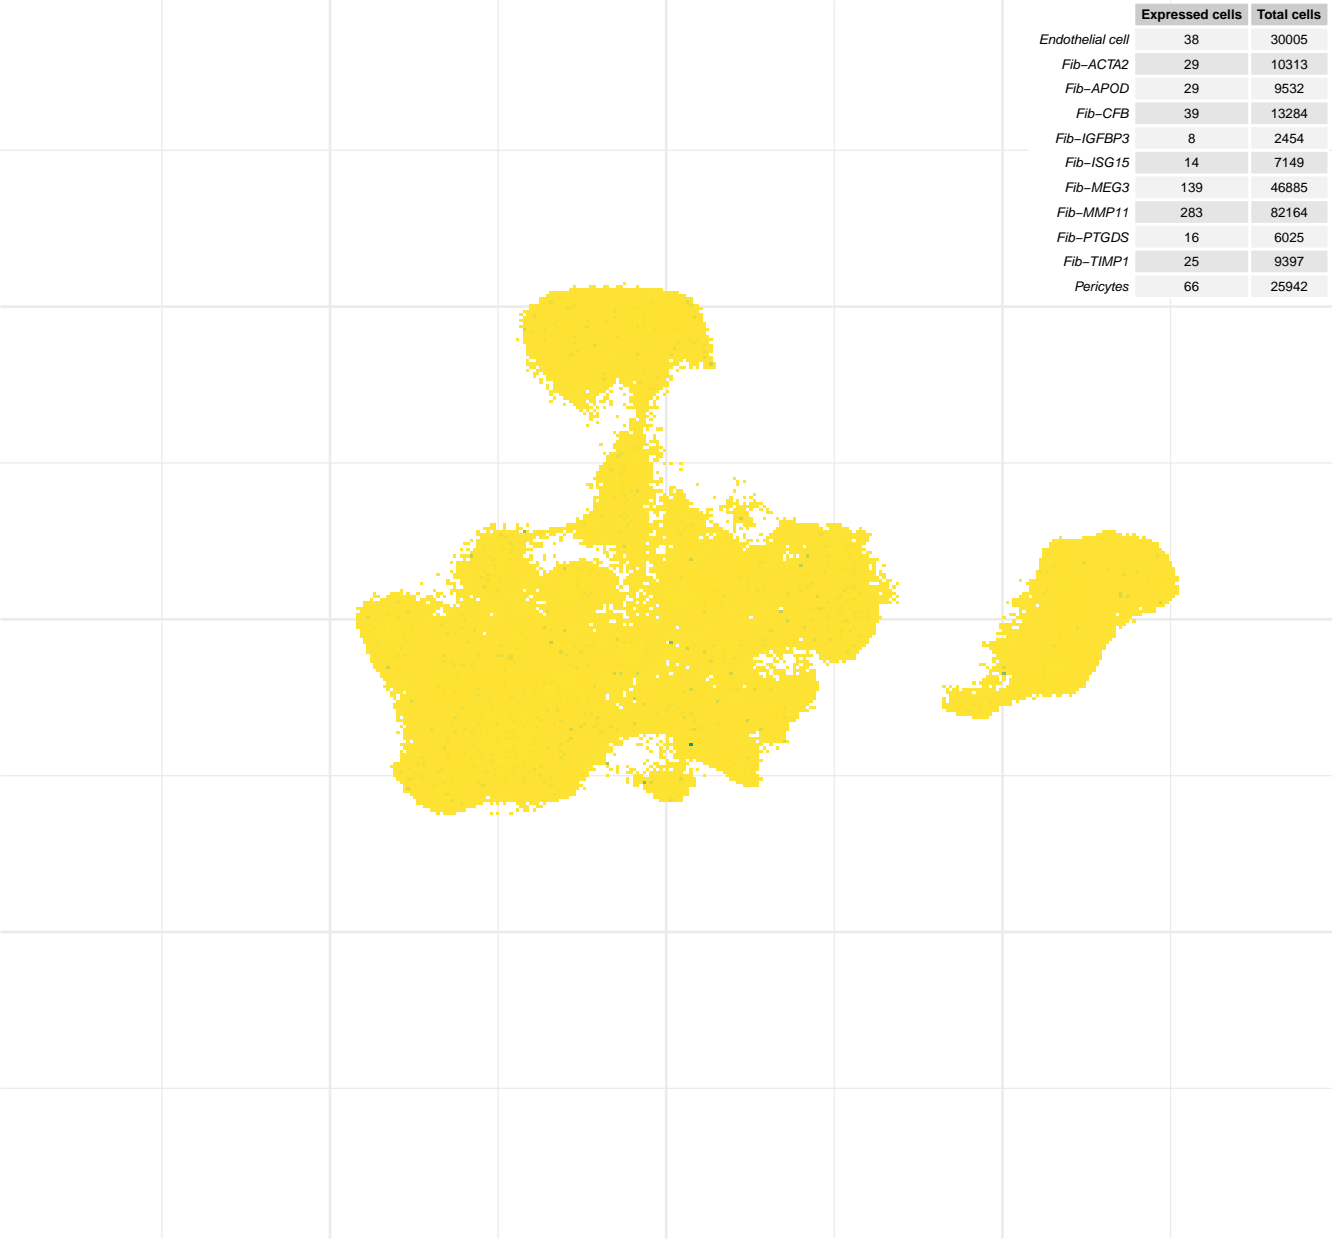 Expressed cells Total cells
Endothelial cell 38 30005
Fib−ACTA2 29 10313
Fib−APOD 29 9532
Fib−CFB 39 13284
Fib−IGFBP3 8 2454
Fib−ISG15 14 7149
Fib−MEG3 139 46885
Fib−MMP11 283 82164
Fib−PTGDS 16 6025
Fib−TIMP1 25 9397
Pericytes 66 25942